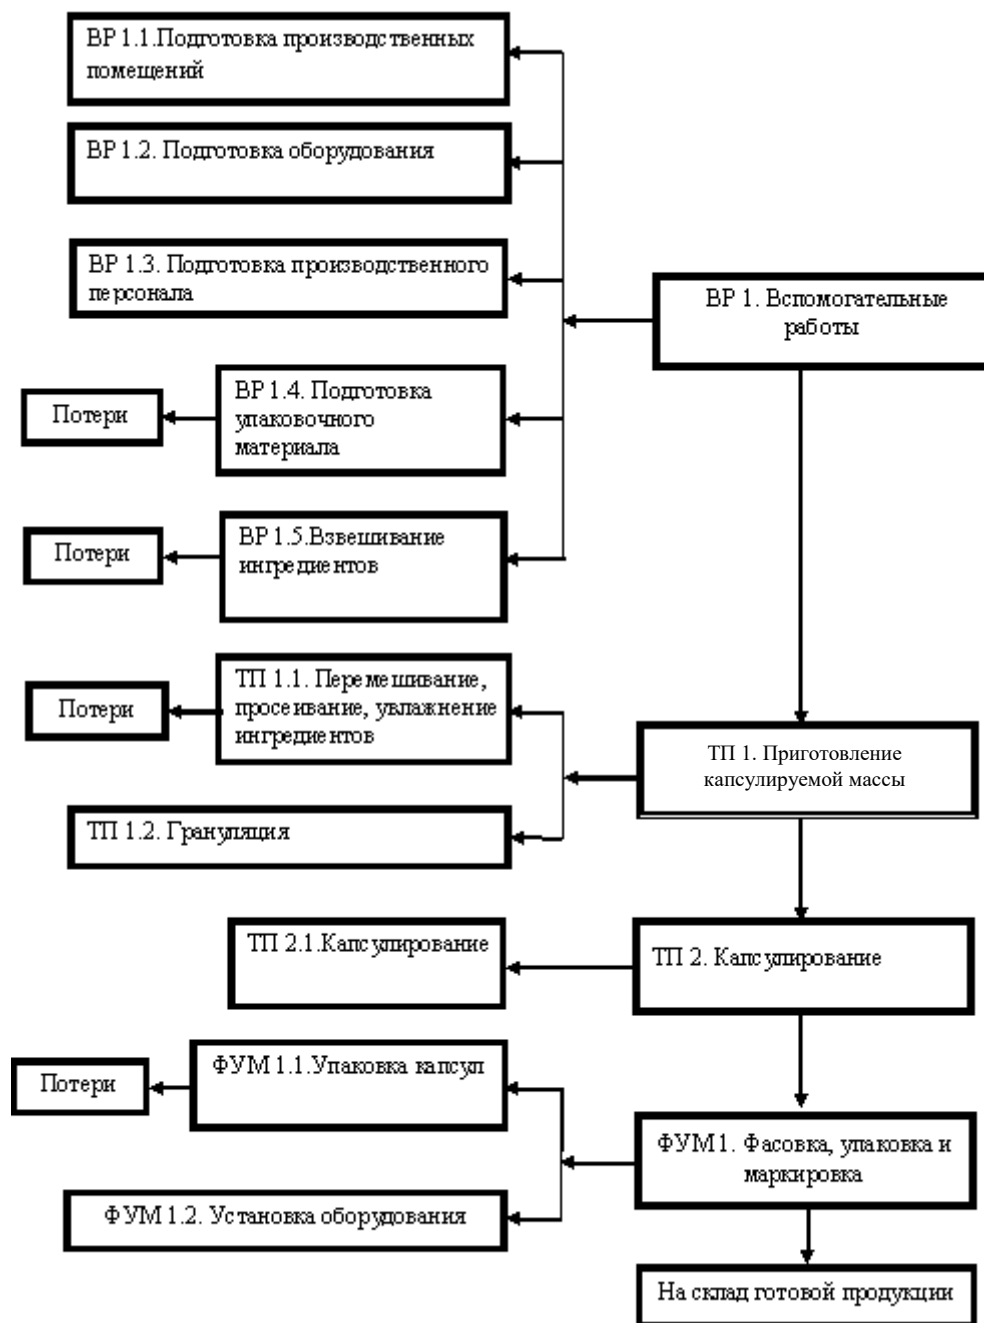 ВР 1.1.Подготовка производственных
помещений
ВР 1.2. Подготовка оборудования
ВР 1.3. Подготовка производственного
персонала
ВР 1. Вспомогательные
работы
Потери
ВР 1.4. Подготовка
упаковочного
материала
Потери
ВР 1.5.Взвешивание
ингредиентов
Потери
ТП 1.1. Перемешивание,
просеивание, увлажнение
ингредиентов
ТП 1. Приготовление
капсулируемой массы
ТП 1.2. Грануляция
ТП 2.1.Капсулирование
ТП 2. Капсулирование
Потери
ФУМ 1.1.Упаковка капсул
ФУМ 1. Фасовка, упаковка и
маркировка
ФУМ 1.2. Установка оборудования
На склад готовой продукции